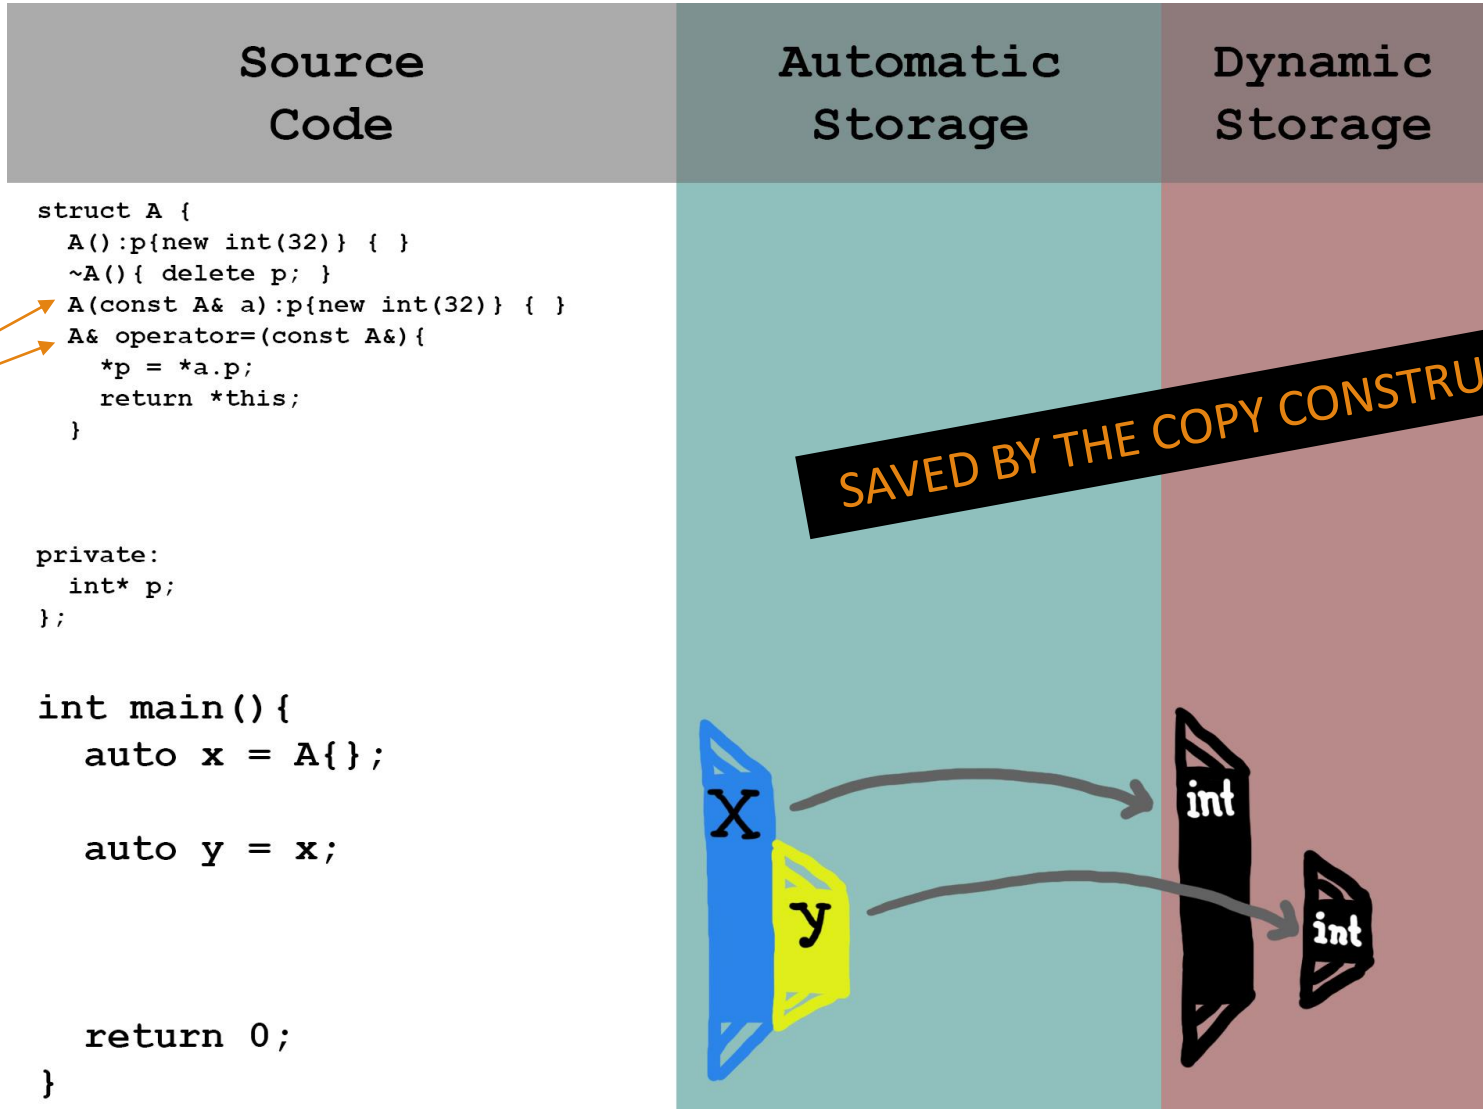 Source
Code
Automatic
Storage
Dynamic
Storage
struct A {
  A():p{new int(32)} { }
  ~A(){ delete p; }
  A(const A& a):p{new int(32)} { }
  A& operator=(const A&){
    *p = *a.p;
    return *this;
  }
private:
  int* p;
};
int main(){
  auto x = A{};
  auto y = x;
  return 0;
}
SAVED BY THE COPY CONSTRU
X
y
int
int